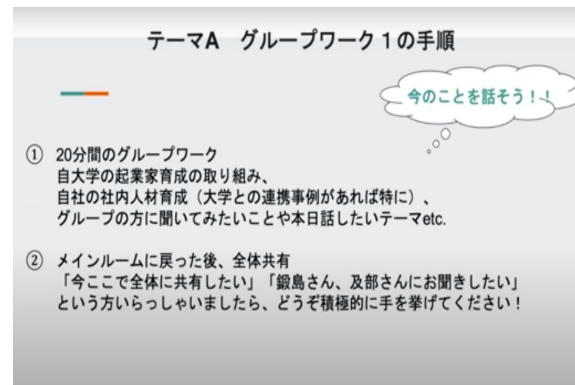 テーマA　グループワーク１の手順
今のことを話そう！！
① 20分間のグループワーク
自大学の起業家育成の取り組み、
自社の社内人材育成（大学との連携事例があれば特に）、
グループの方に聞いてみたいことや本日話したいテーマetc.
② メインルームに戻った後、全体共有
「今ここで全体に共有したい」「鍛島さん、及部さんにお聞きしたい」
という方いらっしゃいましたら、どうぞ積極的に手を挙げてください！